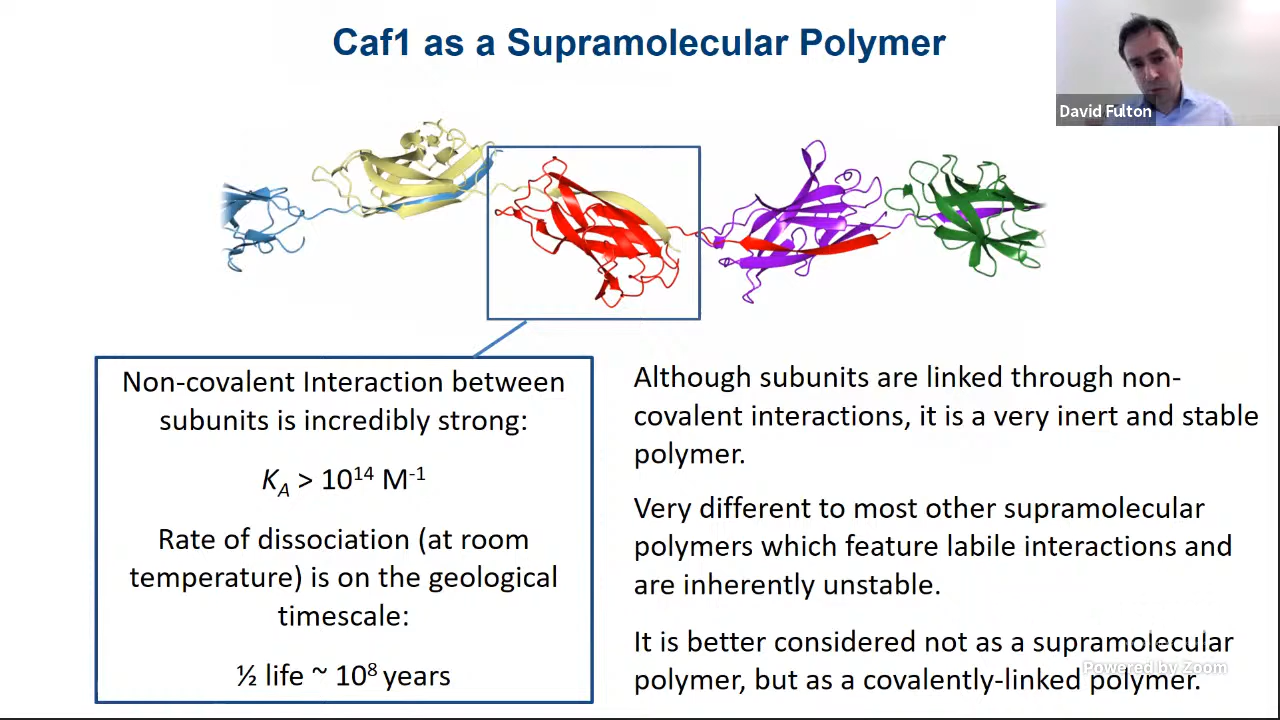 Caf1 as a Supramolecular Polymer
David Fulton
Non-covalent Interaction between
subunits is incredibly strong:
K_A > 10¹⁴ M⁻¹
Rate of dissociation (at room
temperature) is on the geological
timescale:
½ life ~ 10⁸ years
Although subunits are linked through non-
covalent interactions, it is a very inert and stable
polymer.
Very different to most other supramolecular
polymers which feature labile interactions and
are inherently unstable.
It is better considered not as a supramolecular
polymer, but as a covalently-linked polymer.
Powered by Zoom